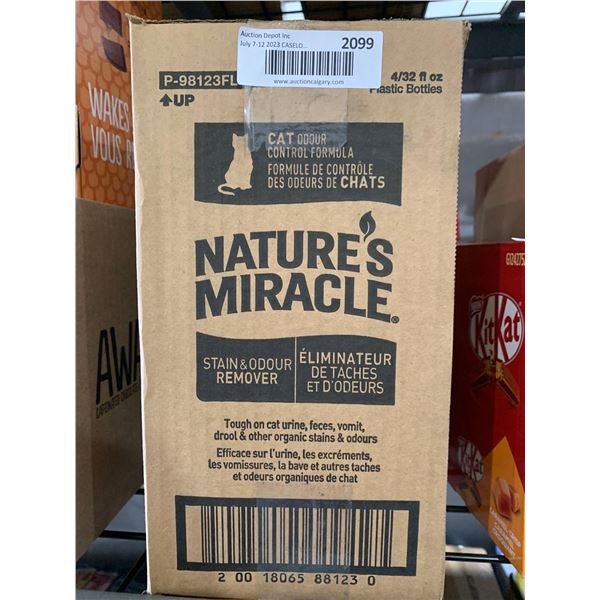 Auction Depot Inc
July 7-12 2023 CASELO...
2099
www.auctioncalgary.com
P-98123FL
4/32 fl oz
Plastic Bottles
UP
CAT ODOUR
CONTROL FORMULA
FORMULE DE CONTRÔLE
DES ODEURS DE CHATS
NATURE'S
MIRACLE®
STAIN & ODOUR
REMOVER
ÉLIMINATEUR
DE TACHES
ET D'ODEURS
Tough on cat urine, feces, vomit,
drool & other organic stains & odours
Efficace sur l'urine, les excréments,
les vomissures, la bave et autres taches
et odeurs organiques de chat
2 00 18065 88123 0
WAKES
VOUS R
AWA
G1242752
KitKat
KitKat